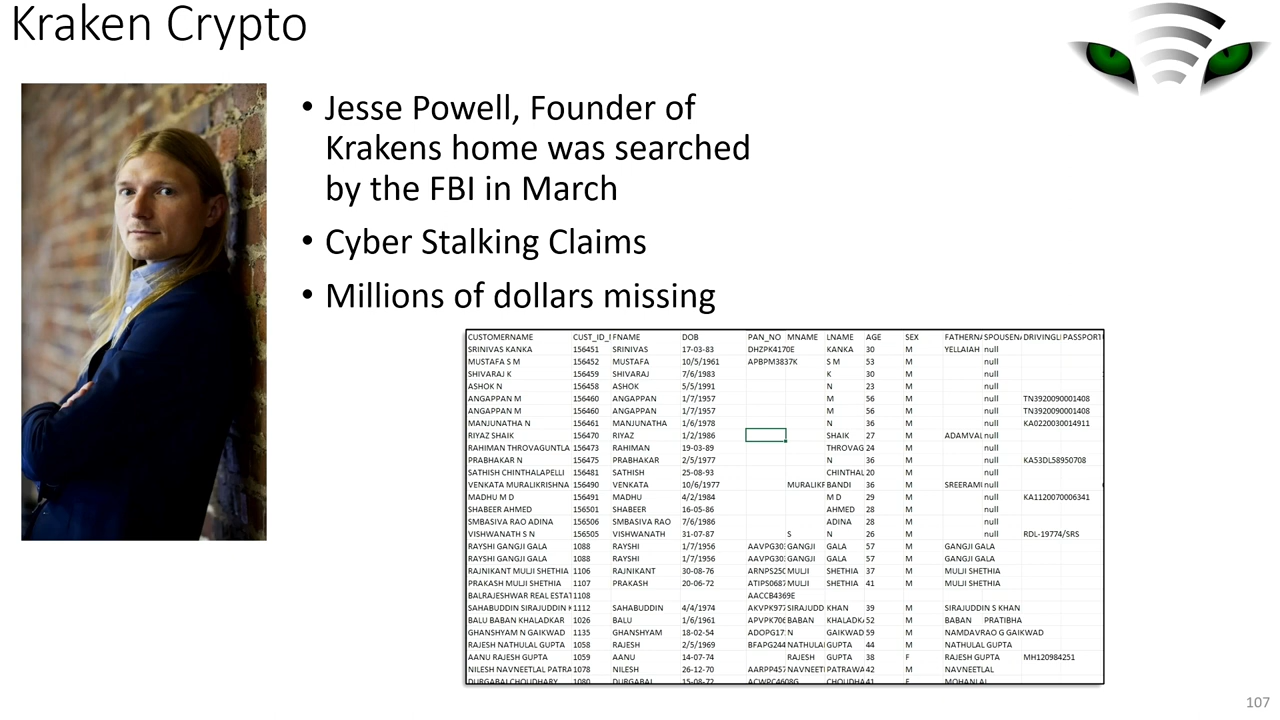 Kraken Crypto
• Jesse Powell, Founder of
Krakens home was searched
by the FBI in March
• Cyber Stalking Claims
• Millions of dollars missing
CUSTOMERNAME CUST_ID_ FNAME DOB PAN_NO MNAME LNAME AGE SEX FATHERNA SPOUSEN DRIVINGL PASSPORT
SRINIVAS KANKA 156451 SRINIVAS 17-03-83 DHZPK4170E KANKA 30 M YELLAIAH null
MUSTAFA S M 156452 MUSTAFA 10/5/1961 APBPM3837K S M 53 M null
SHIVARAJ K 156459 SHIVARAJ 7/6/1983 K 30 M null
ASHOK N 156458 ASHOK 5/5/1991 N 23 M null
ANGAPPAN M 156460 ANGAPPAN 1/7/1957 M 56 M null TN3920090001408
ANGAPPAN M 156460 ANGAPPAN 1/7/1957 M 56 M null TN3920090001408
MANJUNATHA N 156461 MANJUNATHA 1/6/1978 N 36 M null KA0220030014911
RIYAZ SHAIK 156470 RIYAZ 1/2/1986 SHAIK 27 M ADAMVAL null
RAHIMAN THROVAGUNTLA 156473 RAHIMAN 19-03-89 THROVAG 24 M null
PRABHAKAR N 156475 PRABHAKAR 2/5/1977 N 36 M null KA53DL58950708
SATHISH CHINTHALAPELLI 156481 SATHISH 25-08-93 CHINTHAL 20 M null
VENKATA MURALIKRISHNA 156490 VENKATA 10/6/1977 MURALIKR BANDI 36 M SREERAMI null
MADHU M D 156491 MADHU 4/2/1984 M D 29 M null KA1120070006341
SHABEER AHMED 156501 SHABEER 16-05-86 AHMED 28 M null
SMBASIVA RAO ADINA 156506 SMBASIVA RAO 7/6/1986 ADINA 28 M null
VISHWANATH S N 156505 VISHWANATH 31-07-87 S N 26 M null RDL-19774/SRS
RAYSHI GANGJI GALA 1088 RAYSHI 1/7/1956 AAVPG30 GANGJI GALA 57 M GANGJI GALA
RAYSHI GANGJI GALA 1088 RAYSHI 1/7/1956 AAVPG30 GANGJI GALA 57 M GANGJI GALA
RAJNIKANT MULJI SHETHIA 1106 RAJNIKANT 30-08-76 ARNPS25 MULJI SHETHIA 37 M MULJI SHETHIA
PRAKASH MULJI SHETHIA 1107 PRAKASH 20-06-72 ATIPS068 MULJI SHETHIA 41 M MULJI SHETHIA
BALRAJESHWAR REAL ESTAT 1108 AACCB4369E
SAHABUDDIN SIRAJUDDIN K 1112 SAHABUDDIN 4/4/1974 AKVPK97 SIRAJUDD KHAN 39 M SIRAJUDDIN S KHAN
BALU BABAN KHALADKAR 1026 BALU 1/6/1961 APVPK70 BABAN KHALADKA 52 M BABAN PRATIBHA
GHANSHYAM N GAIKWAD 1135 GHANSHYAM 18-02-54 ADOPG17 N GAIKWAD 59 M NAMDAVRAO G GAIKWAD
RAJESH NATHULAL GUPTA 1058 RAJESH 2/5/1969 BFAPG244 NATHULAL GUPTA 44 M NATHULAL GUPTA
AANU RAJESH GUPTA 1059 AANU 14-07-74 RAJESH GUPTA 38 F RAJESH GUPTA MH120984251
NILESH NAVNEETLAL PATRA 1078 NILESH 26-12-70 AARPP45 NAVNEETL PATRAWA 42 M NAVNEETLAL
DURGABAI CHOUDHARY 1080 DURGABAI 15-08-72 ACWPC4608G CHOUDHA 41 F MOHANLAL
107